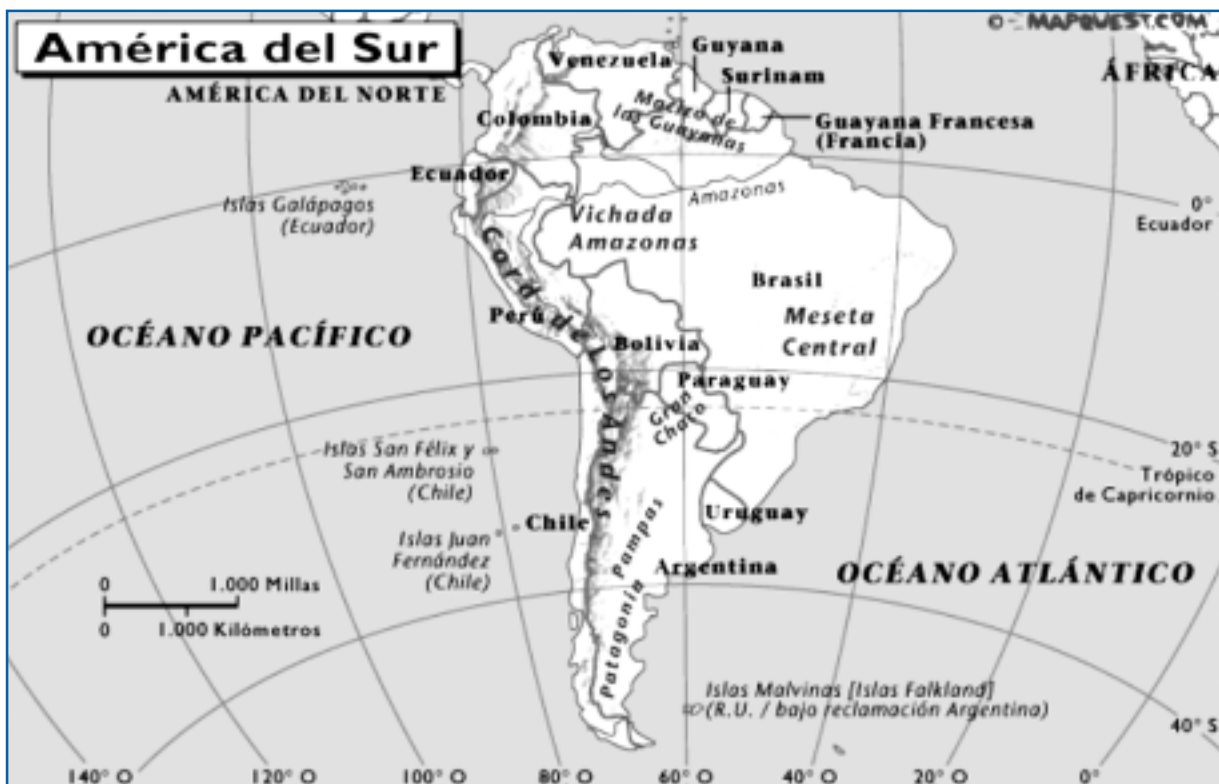 América del Sur
© MAPQUEST.COM
AMÉRICA DEL NORTE
ÁFRICA
Venezuela
Guyana
Surinam
Colombia
Macizo de
las Guayanas
Guayana Francesa
(Francia)
Ecuador
Islas Galápagos
(Ecuador)
Amazonas
0°
Ecuador
Vichada
Amazonas
Cord. de Los Andes
Brasil
Meseta
Central
OCÉANO PACÍFICO
Perú
Bolivia
Paraguay
Gran
Chaco
Islas San Félix y
San Ambrosio
(Chile)
20° S
Trópico
de Capricornio
Chile
Uruguay
Islas Juan
Fernández
(Chile)
Pampas
Argentina
OCÉANO ATLÁNTICO
0 1.000 Millas
0 1.000 Kilómetros
Patagonia
Islas Malvinas [Islas Falkland]
(R.U. / bajo reclamación Argentina)
40° S
140° O 120° O 100° O 80° O 60° O 40° O 20° O 0°